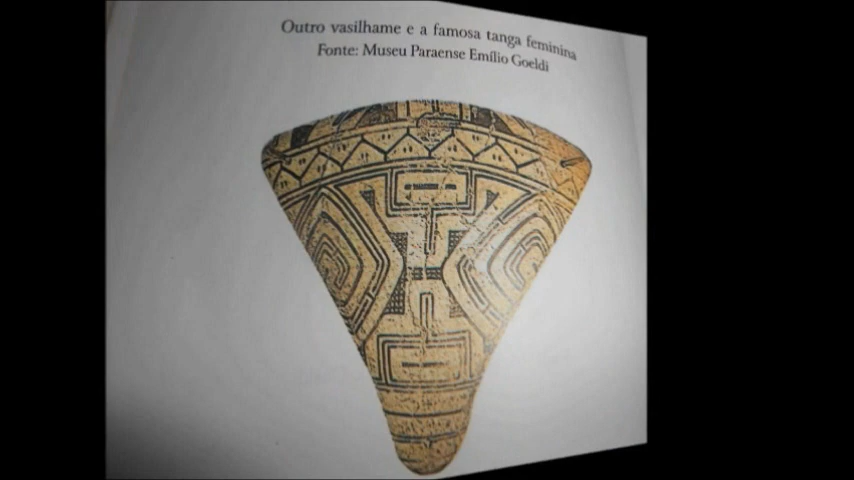 Outro vasilhame e a famosa tanga feminina
Fonte: Museu Paraense Emílio Goeldi